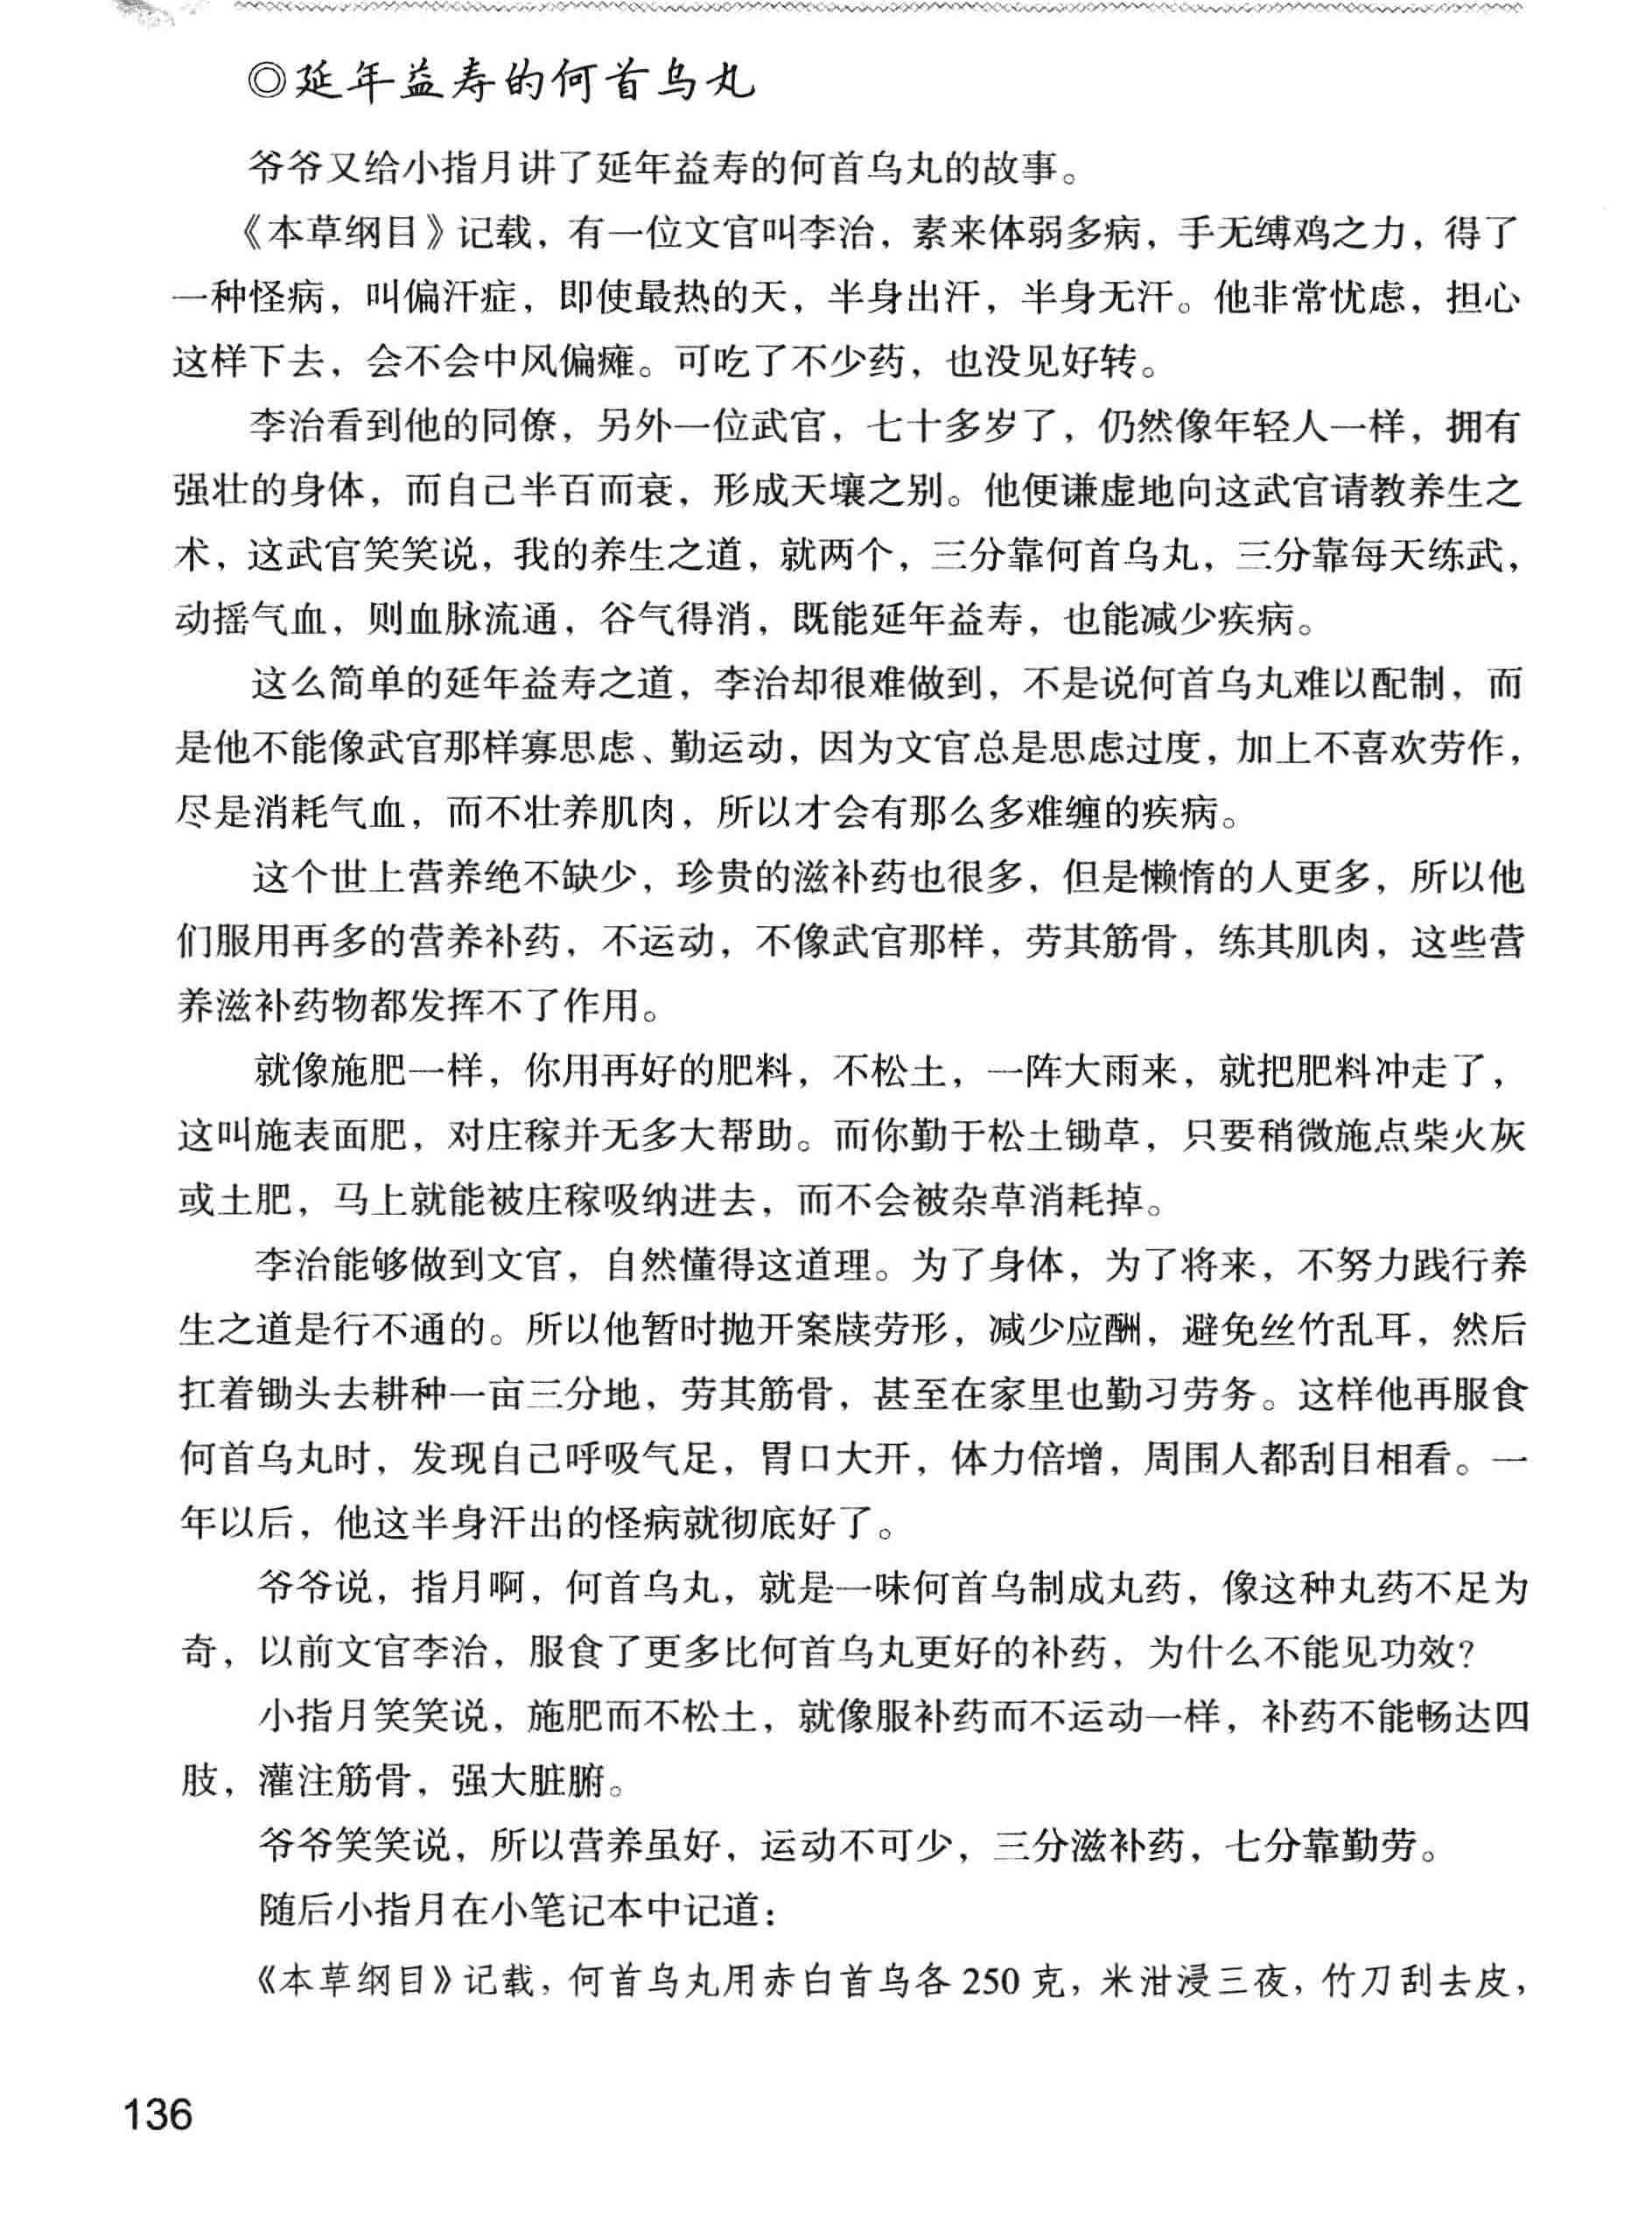 ◎延年益寿的何首乌丸
爷爷又给小指月讲了延年益寿的何首乌丸的故事。
《本草纲目》记载，有一位文官叫李治，素来体弱多病，手无缚鸡之力，得了
一种怪病，叫偏汗症，即使最热的天，半身出汗，半身无汗。他非常忧虑，担心
这样下去，会不会中风偏瘫。可吃了不少药，也没见好转。
李治看到他的同僚，另外一位武官，七十多岁了，仍然像年轻人一样，拥有
强壮的身体，而自己半百而衰，形成天壤之别。他便谦虚地向这武官请教养生之
术，这武官笑笑说，我的养生之道，就两个，三分靠何首乌丸，三分靠每天练武，
动摇气血，则血脉流通，谷气得消，既能延年益寿，也能减少疾病。
这么简单的延年益寿之道，李治却很难做到，不是说何首乌丸难以配制，而
是他不能像武官那样寡思虑、勤运动，因为文官总是思虑过度，加上不喜欢劳作，
尽是消耗气血，而不壮养肌肉，所以才会有那么多难缠的疾病。
这个世上营养绝不缺少，珍贵的滋补药也很多，但是懒惰的人更多，所以他
们服用再多的营养补药，不运动，不像武官那样，劳其筋骨，练其肌肉，这些营
养滋补药物都发挥不了作用。
就像施肥一样，你用再好的肥料，不松土，一阵大雨来，就把肥料冲走了，
这叫施表面肥，对庄稼并无多大帮助。而你勤于松土锄草，只要稍微施点柴火灰
或土肥，马上就能被庄稼吸纳进去，而不会被杂草消耗掉。
李治能够做到文官，自然懂得这道理。为了身体，为了将来，不努力践行养
生之道是行不通的。所以他暂时抛开案牍劳形，减少应酬，避免丝竹乱耳，然后
扛着锄头去耕种一亩三分地，劳其筋骨，甚至在家里也勤习劳务。这样他再服食
何首乌丸时，发现自己呼吸气足，胃口大开，体力倍增，周围人都刮目相看。一
年以后，他这半身汗出的怪病就彻底好了。
爷爷说，指月啊，何首乌丸，就是一味何首乌制成丸药，像这种丸药不足为
奇，以前文官李治，服食了更多比何首乌丸更好的补药，为什么不能见功效？
小指月笑笑说，施肥而不松土，就像服补药而不运动一样，补药不能畅达四
肢，灌注筋骨，强大脏腑。
爷爷笑笑说，所以营养虽好，运动不可少，三分滋补药，七分靠勤劳。
随后小指月在小笔记本中记道：
《本草纲目》记载，何首乌丸用赤白首乌各 250 克，米泔浸三夜，竹刀刮去皮，
136